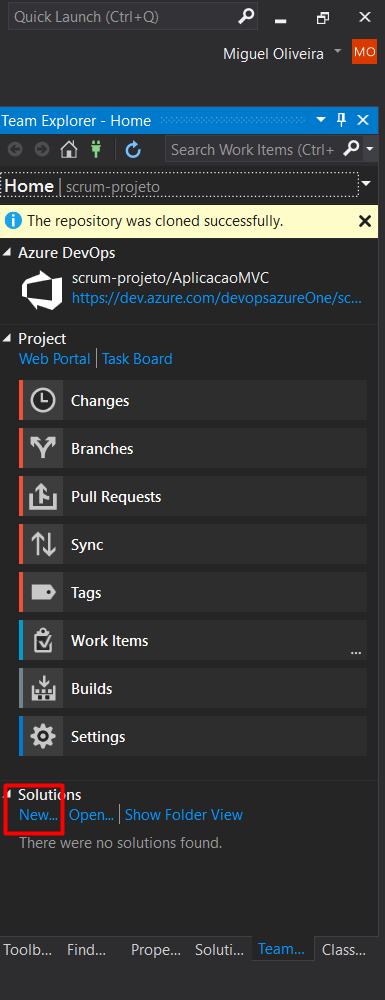 Quick Launch (Ctrl+Q)
Miguel Oliveira MO
Team Explorer - Home
Search Work Items (Ctrl+
Home | scrum-projeto
The repository was cloned successfully.
Azure DevOps
scrum-projeto/AplicacaoMVC
https://dev.azure.com/devopsazureOne/sc...
Project
Web Portal | Task Board
Changes
Branches
Pull Requests
Sync
Tags
Work Items
...
Builds
Settings
Solutions
New... Open... | Show Folder View
There were no solutions found.
Toolb... Find... Prope... Soluti... Team... Class...